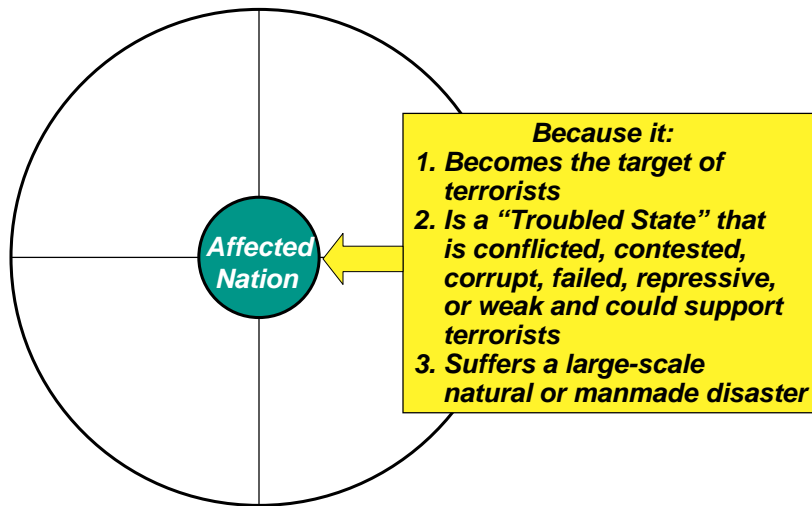 Because it:
1. Becomes the target of
terrorists
2. Is a “Troubled State” that
is conflicted, contested,
corrupt, failed, repressive,
or weak and could support
terrorists
3. Suffers a large-scale
natural or manmade disaster
Affected
Nation